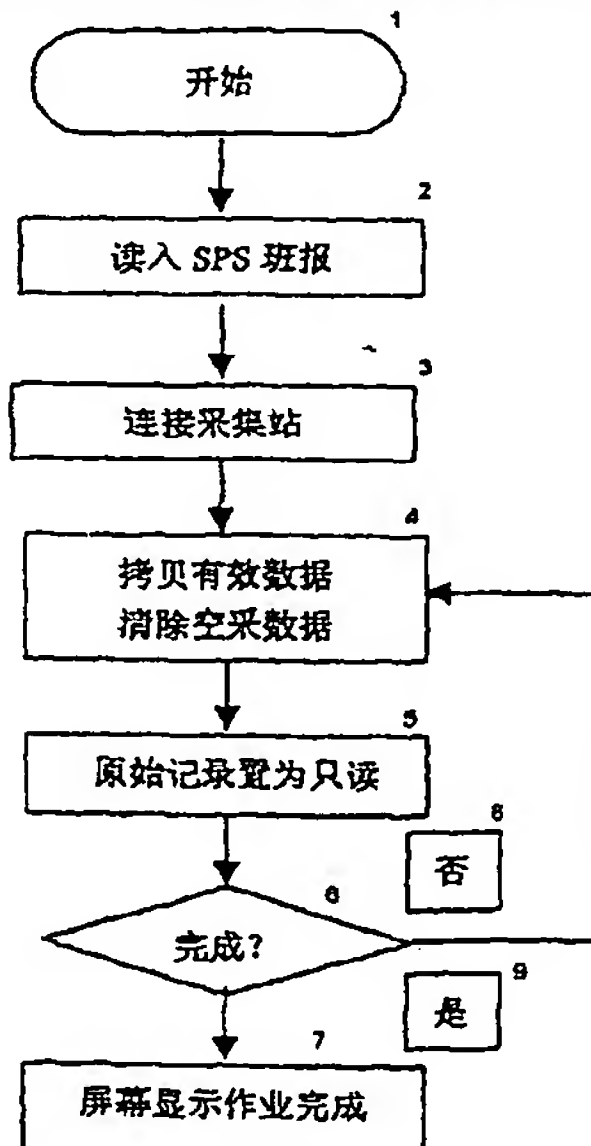 1
开始
2
读入 SPS 班报
3
连接采集站
4
拷贝有效数据
消除空采数据
5
原始记录置为只读
8
否
6
完成?
9
是
7
屏幕显示作业完成